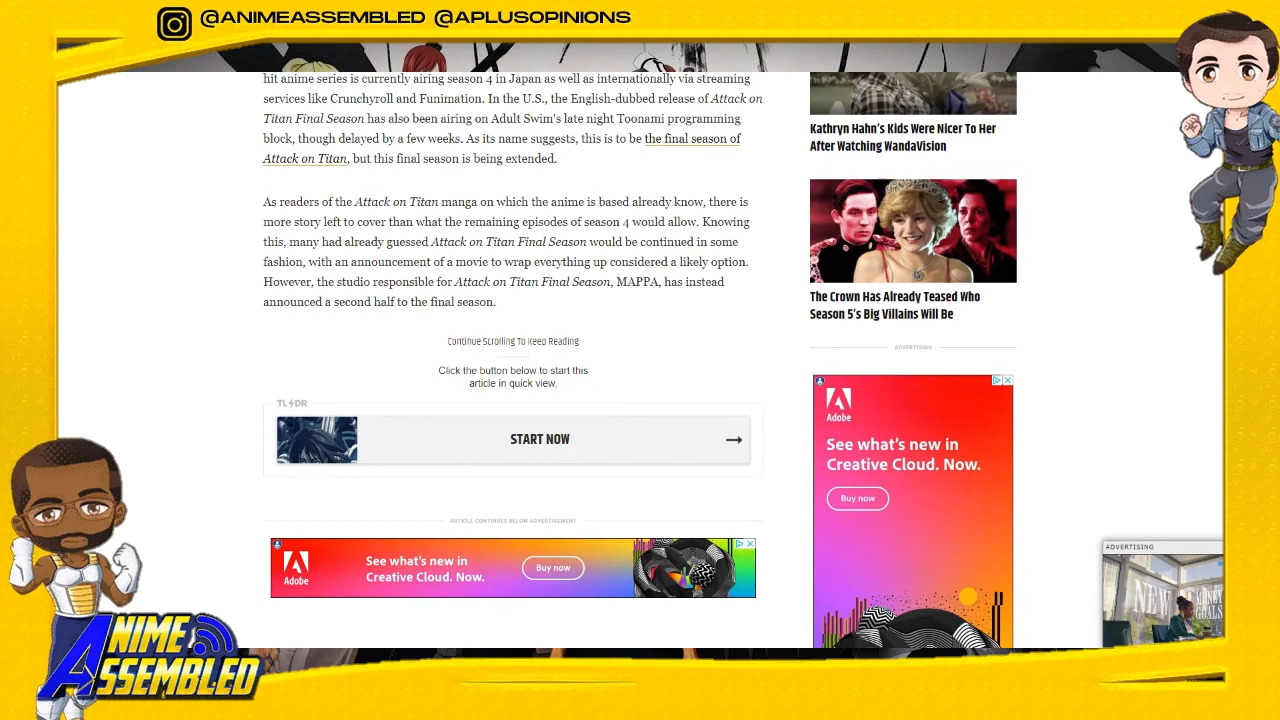 @ANIMEASSEMBLED @APLUSOPINIONS
hit anime series is currently airing season 4 in Japan as well as internationally via streaming
services like Crunchyroll and Funimation. In the U.S., the English-dubbed release of Attack on
Titan Final Season has also been airing on Adult Swim's late night Toonami programming
block, though delayed by a few weeks. As its name suggests, this is to be the final season of
Attack on Titan, but this final season is being extended.
As readers of the Attack on Titan manga on which the anime is based already know, there is
more story left to cover than what the remaining episodes of season 4 would allow. Knowing
this, many had already guessed Attack on Titan Final Season would be continued in some
fashion, with an announcement of a movie to wrap everything up considered a likely option.
However, the studio responsible for Attack on Titan Final Season, MAPPA, has instead
announced a second half to the final season.
Continue Scrolling To Keep Reading
Click the button below to start this
article in quick view.
TL DR
START NOW
ARTICLE CONTINUED BELOW ADVERTISEMENT
Adobe
See what's new in
Creative Cloud. Now.
Buy now
Kathryn Hahn's Kids Were Nicer To Her
After Watching WandaVision
The Crown Has Already Teased Who
Season 5's Big Villains Will Be
ADVERTISING
Adobe
See what's new in
Creative Cloud. Now.
Buy now
ADVERTISING
NEW
MONEY
GOALS
ANIME
ASSEMBLED